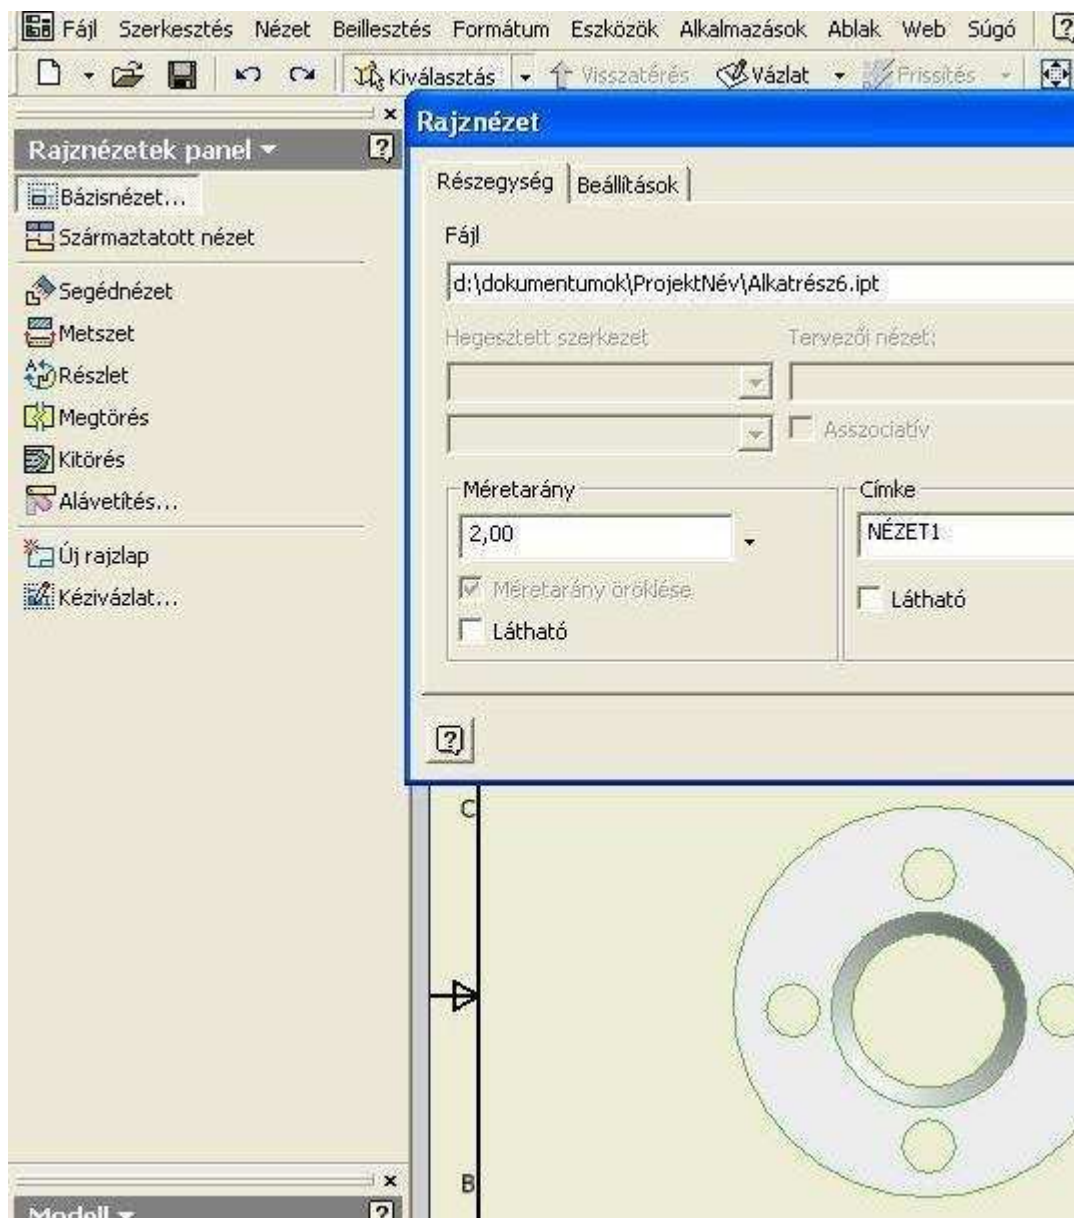 Fájl Szerkesztés Nézet Beillesztés Formátum Eszközök Alkalmazások Ablak Web Súgó
Kiválasztás Visszatérés Vázlat Frissítés
Rajznézetek panel
Bázisnézet...
Származtatott nézet
Segédnézet
Metszet
Részlet
Megtörés
Kitörés
Alávetítés...
Új rajzlap
Kézivázlat...
Rajznézet
Részegység Beállítások
Fájl
d:\dokumentumok\ProjektNév\Alkatrész6.ipt
Hegesztett szerkezet Tervezői nézet:
Asszociatív
Méretarány Címke
2,00 NÉZET1
Méretarány öröklése
Látható Látható
C
B
Modell